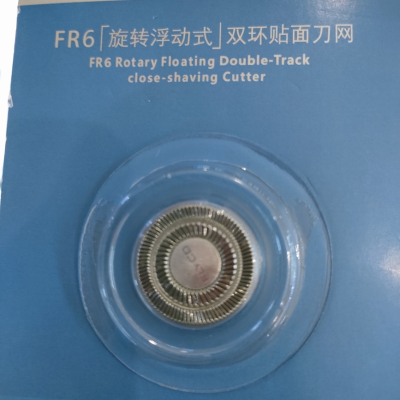 FR6「旋转浮动式」双环贴面刀网
FR6 Rotary Floating Double-Track
close-shaving Cutter